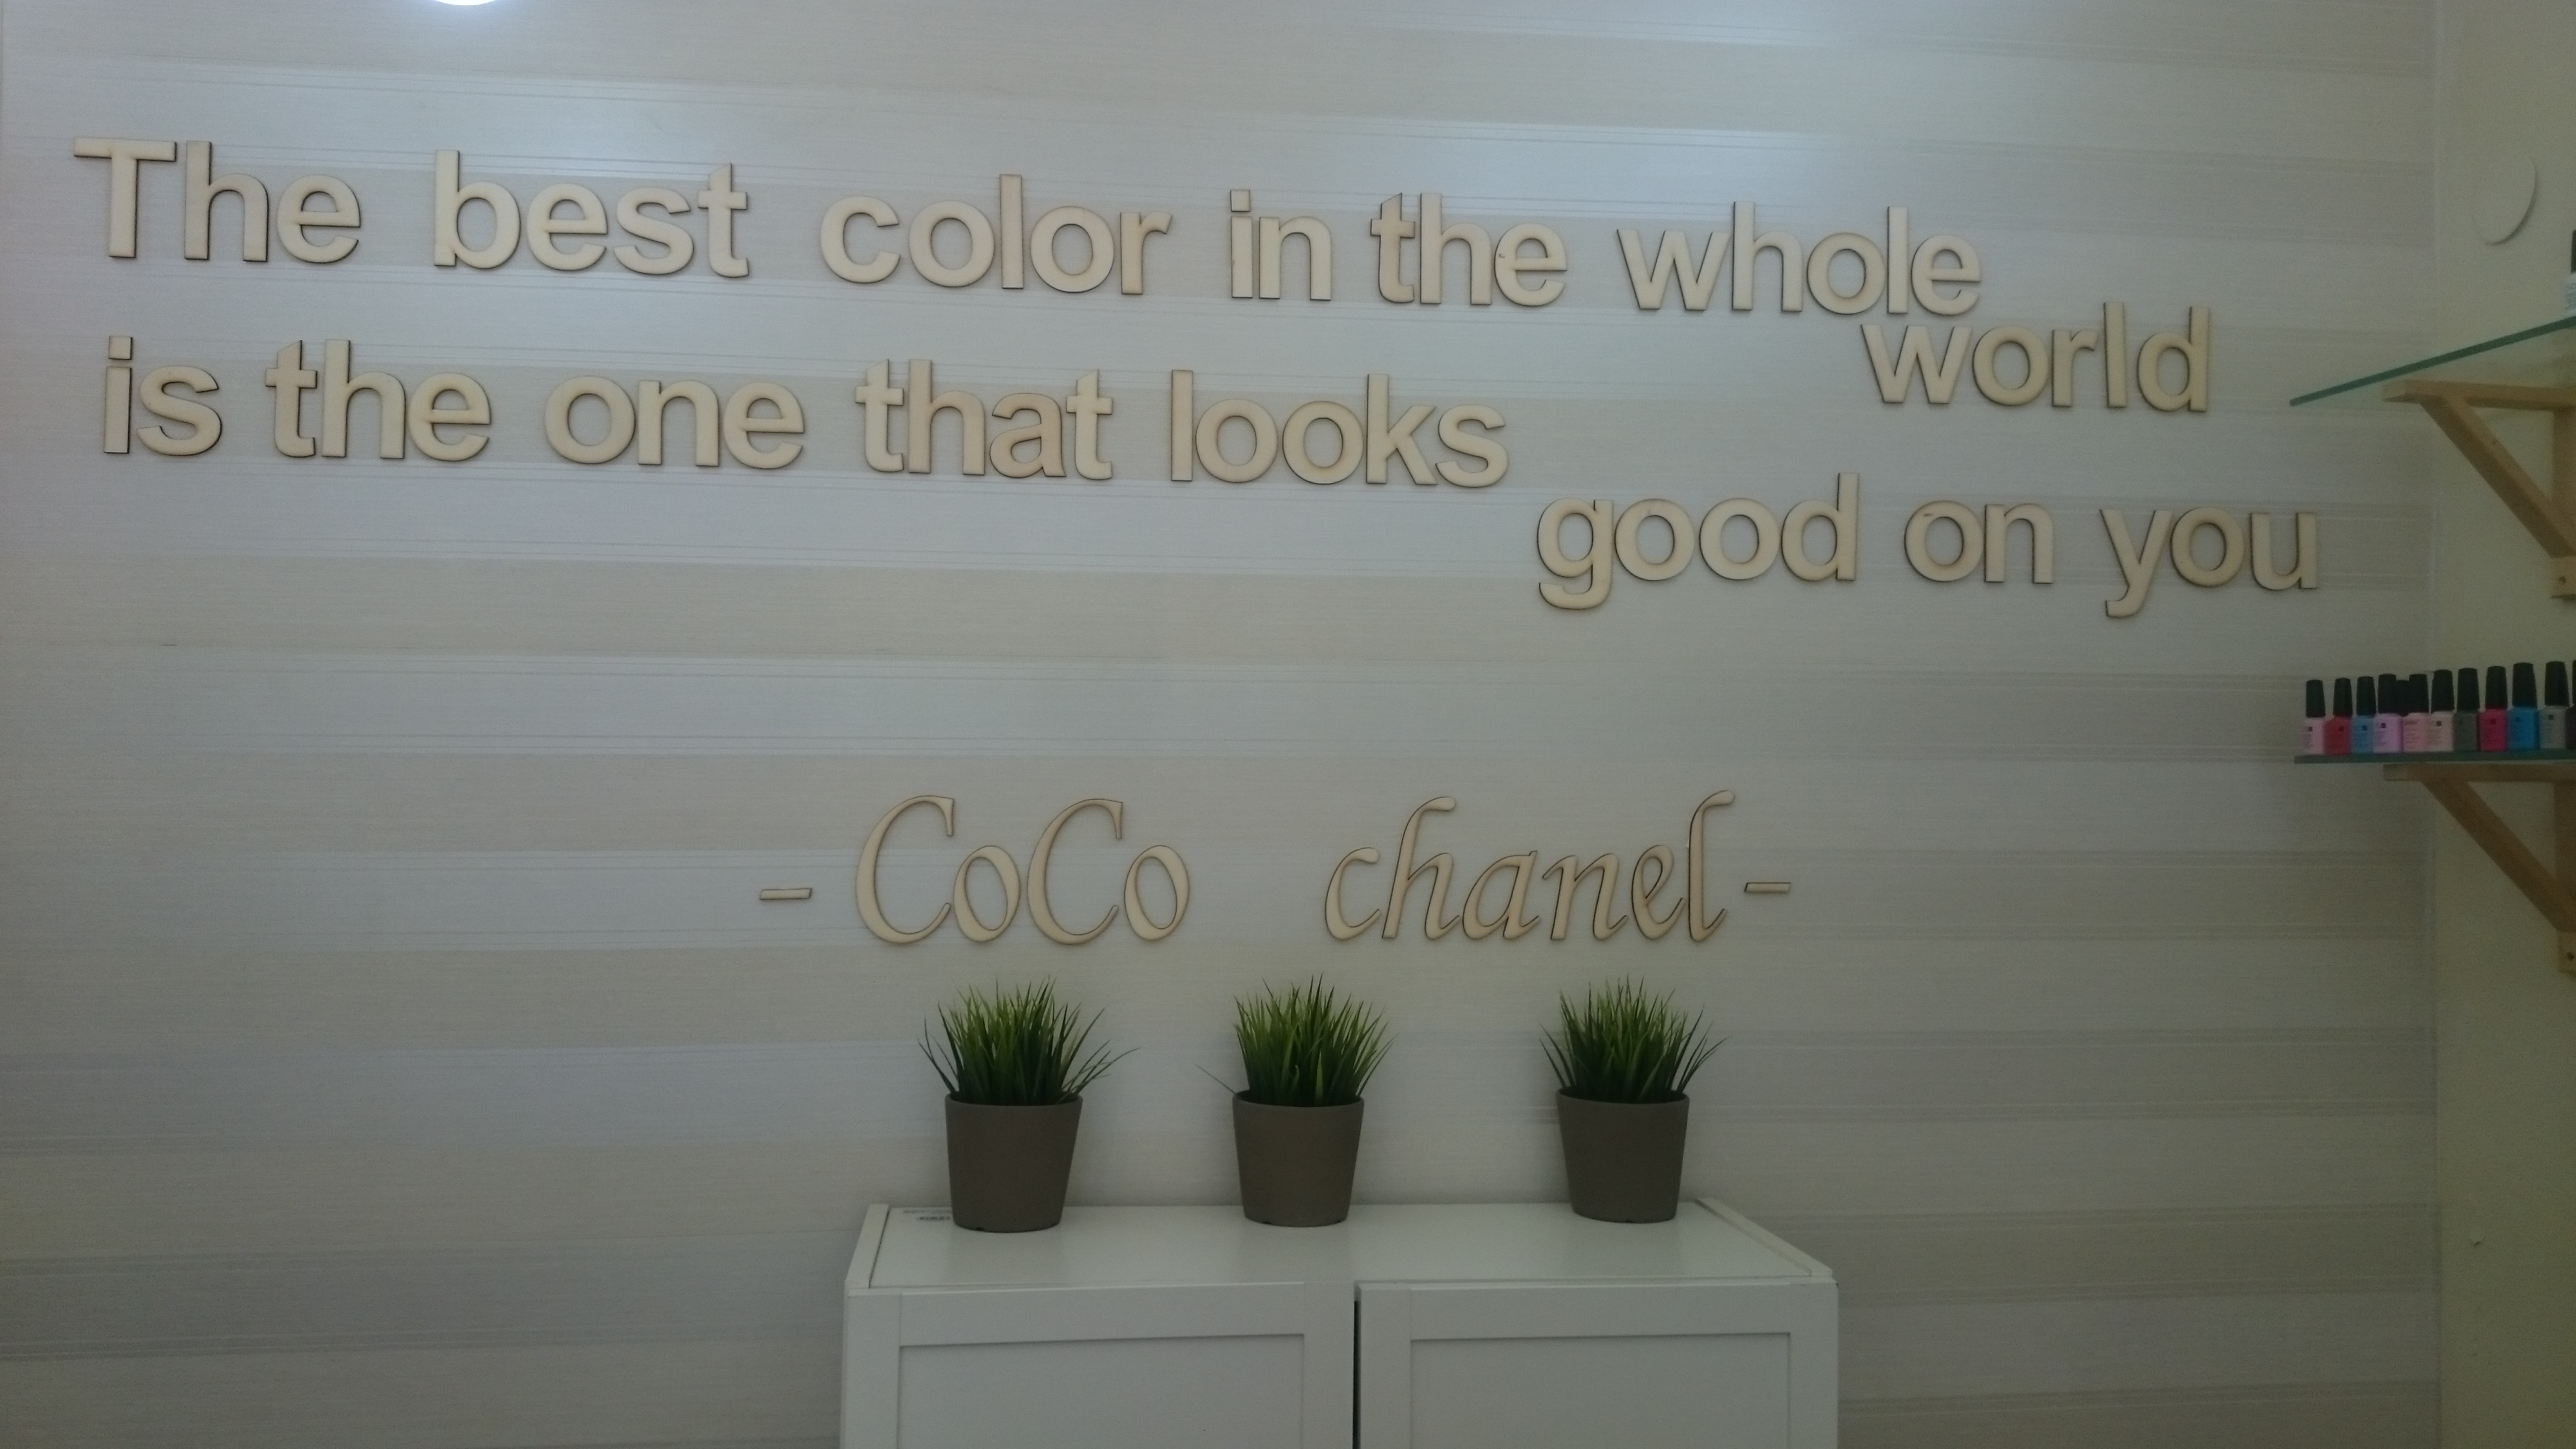 The best color in the whole
world
is the one that looks
good on you
- CoCo chanel -